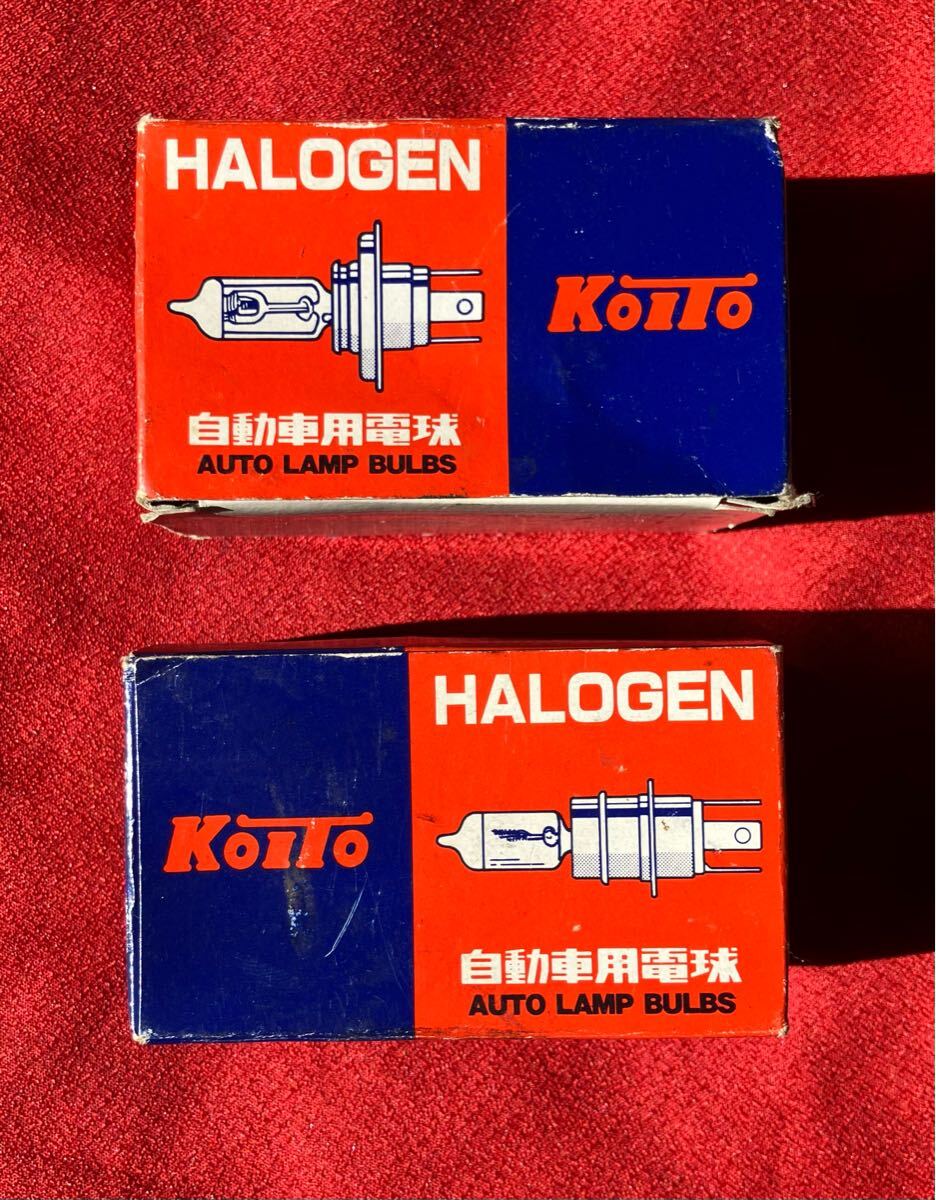 HALOGEN
KOITO
自動車用電球
AUTO LAMP BULBS
HALOGEN
KOITO
自動車用電球
AUTO LAMP BULBS